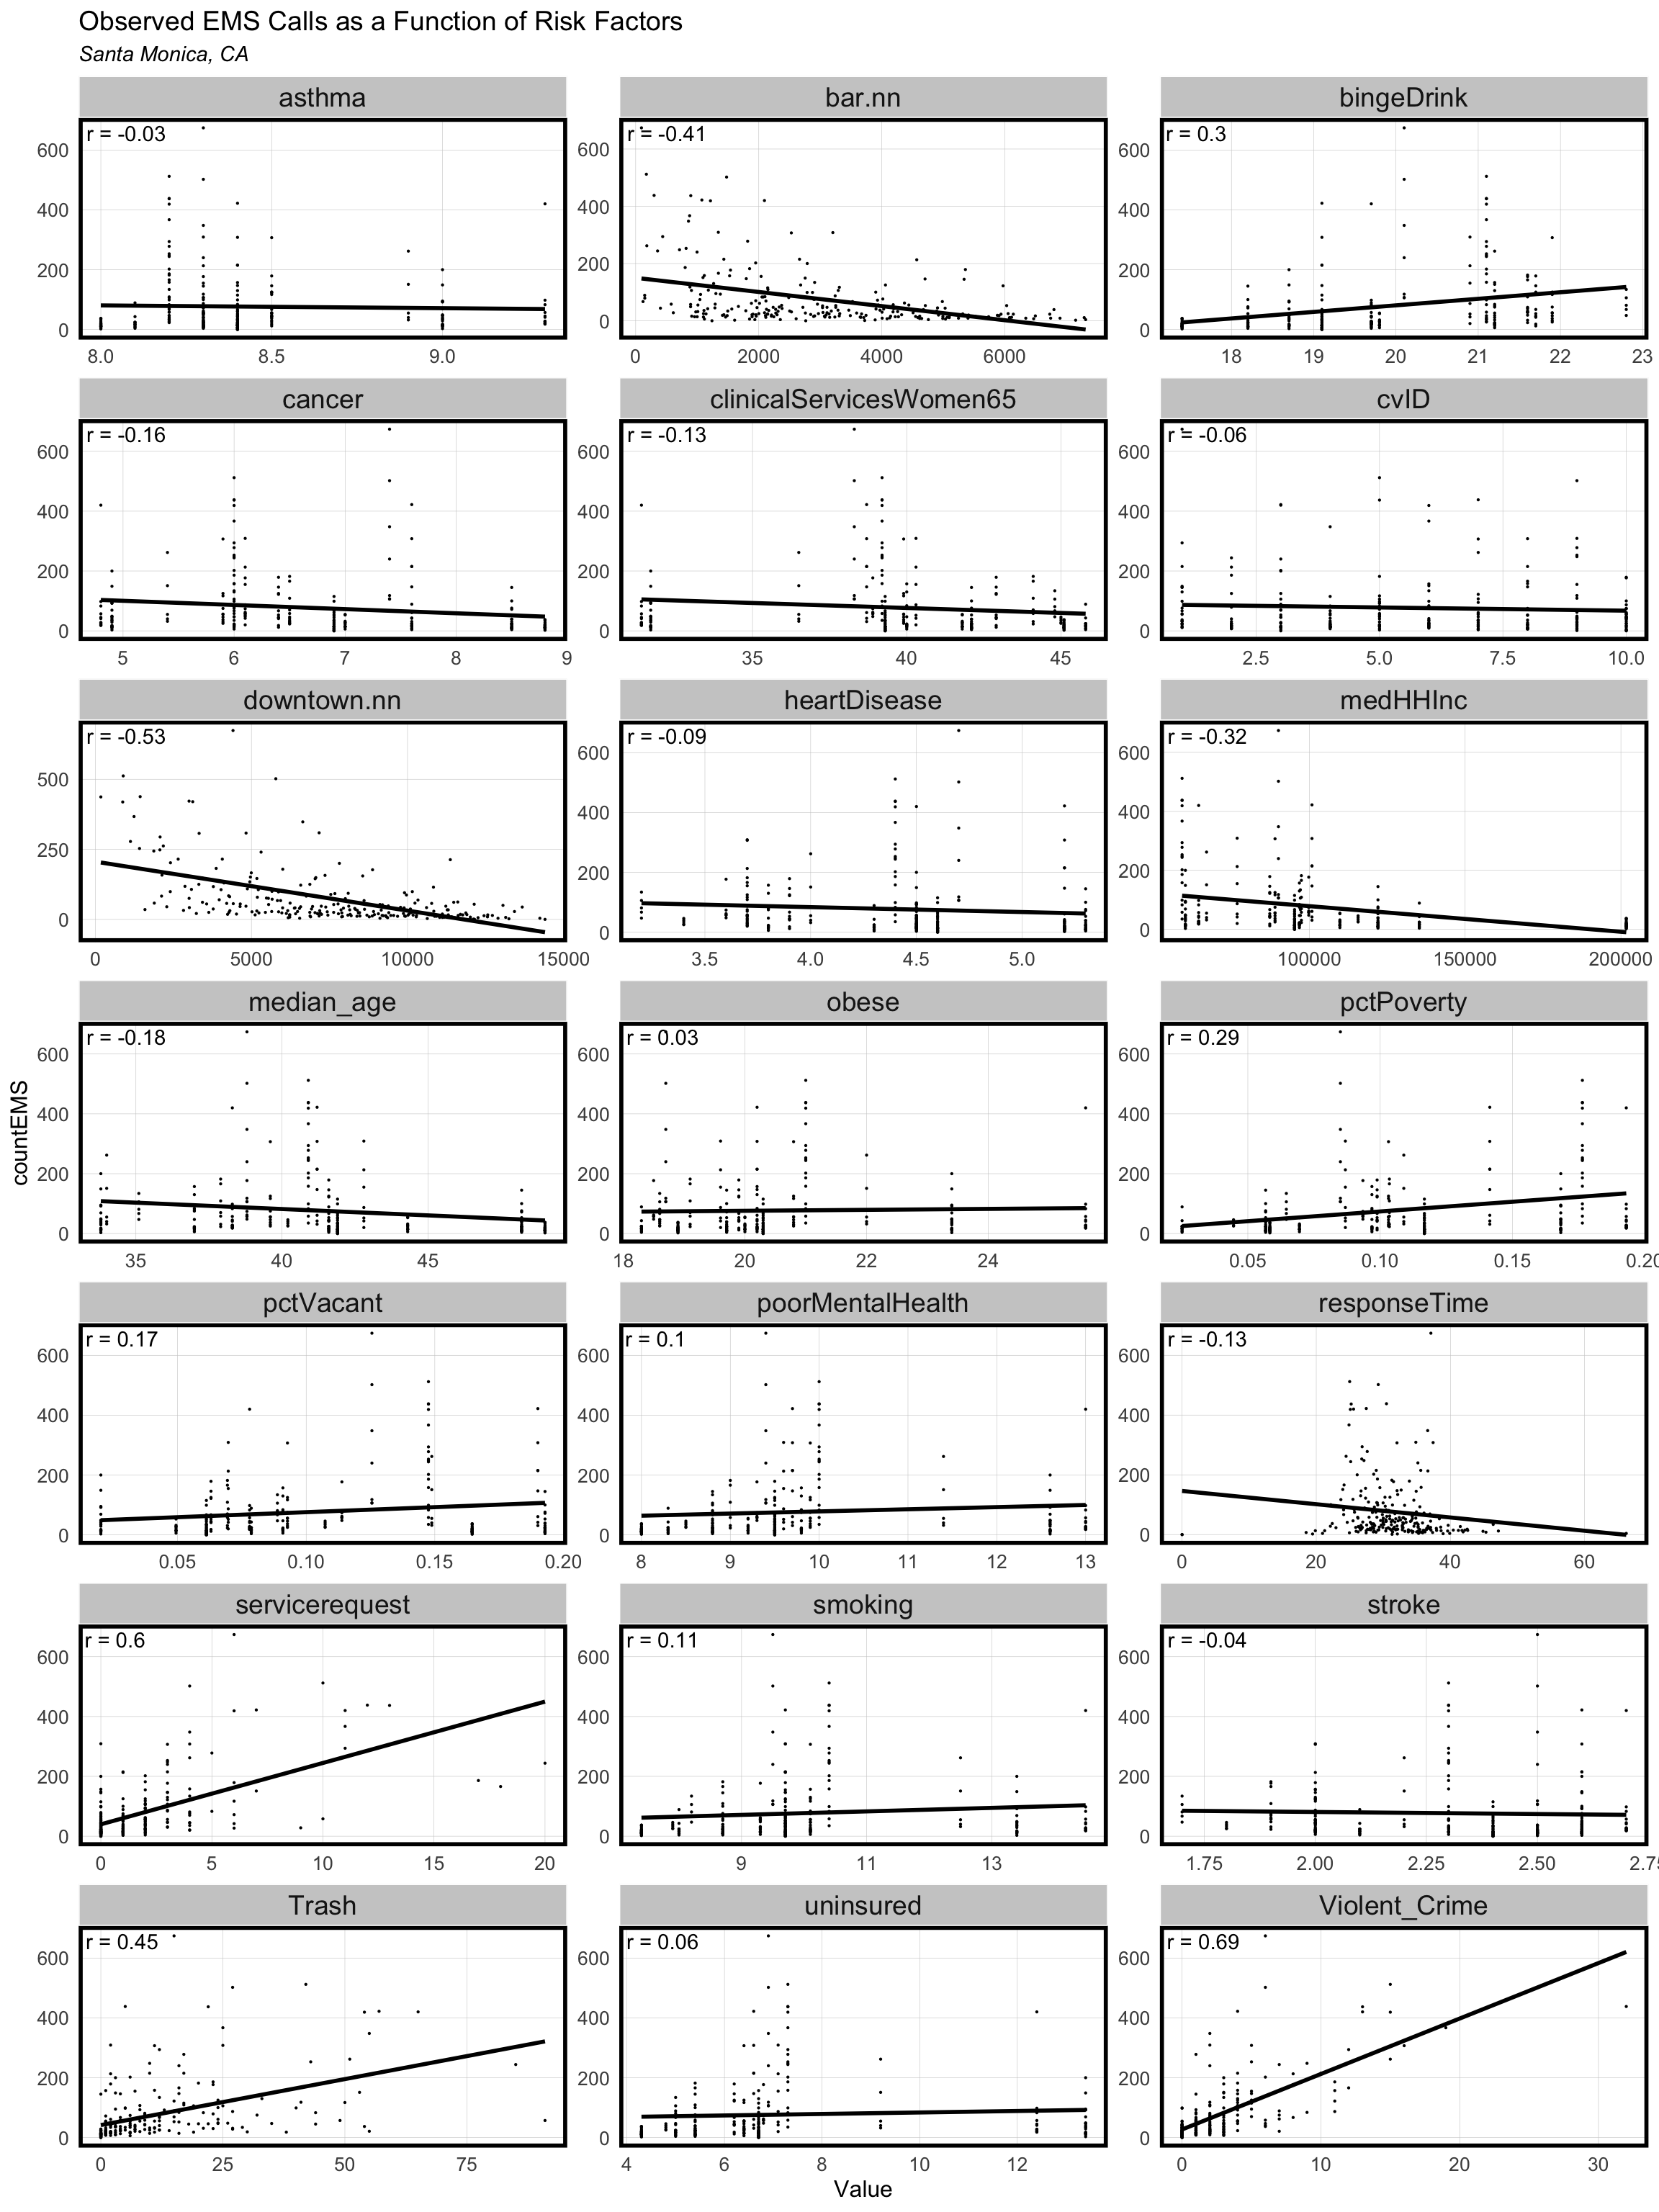 Observed EMS Calls as a Function of Risk Factors
Santa Monica, CA
asthma
bar.nn
bingeDrink
r = -0.03
r = -0.41
r = 0.3
600
400
200
0
600
400
200
0
600
400
200
0
8.0 8.5 9.0
0 2000 4000 6000
18 19 20 21 22 23
cancer
clinicalServicesWomen65
cvID
r = -0.16
r = -0.13
r = -0.06
600
400
200
0
600
400
200
0
600
400
200
0
5 6 7 8 9
35 40 45
2.5 5.0 7.5 10.0
downtown.nn
heartDisease
medHHInc
r = -0.53
r = -0.09
r = -0.32
500
250
0
600
400
200
0
600
400
200
0
0 5000 10000 15000
3.5 4.0 4.5 5.0
100000 150000 200000
median_age
obese
pctPoverty
r = -0.18
r = 0.03
r = 0.29
600
400
200
0
600
400
200
0
600
400
200
0
35 40 45
18 20 22 24
0.05 0.10 0.15 0.20
countEMS
pctVacant
poorMentalHealth
responseTime
r = 0.17
r = 0.1
r = -0.13
600
400
200
0
600
400
200
0
600
400
200
0
0.05 0.10 0.15 0.20
8 9 10 11 12 13
0 20 40 60
servicerequest
smoking
stroke
r = 0.6
r = 0.11
r = -0.04
600
400
200
0
600
400
200
0
600
400
200
0
0 5 10 15 20
9 11 13
1.75 2.00 2.25 2.50 2.75
Trash
uninsured
Violent_Crime
r = 0.45
r = 0.06
r = 0.69
600
400
200
0
600
400
200
0
600
400
200
0
0 25 50 75
4 6 8 10 12
0 10 20 30
Value